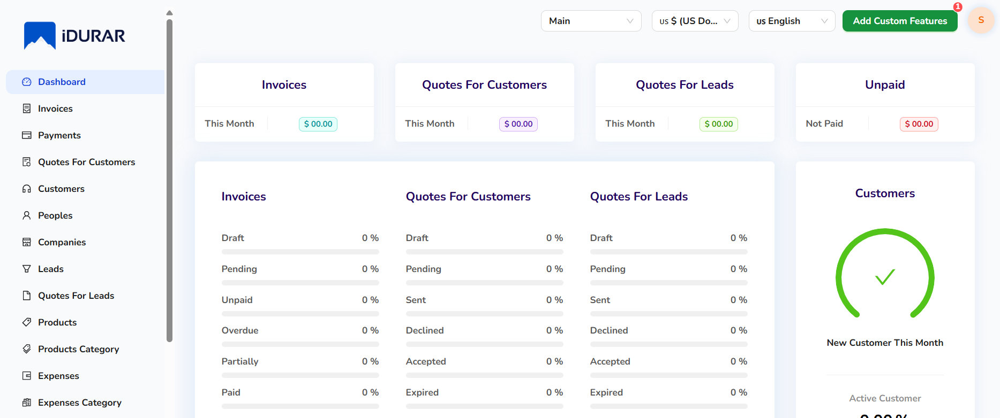 iDURAR
Main
us $ (US Do...
us English
Add Custom Features
1
S
Dashboard
Invoices
Payments
Quotes For Customers
Customers
Peoples
Companies
Leads
Quotes For Leads
Products
Products Category
Expenses
Expenses Category
Invoices
This Month
$ 00.00
Quotes For Customers
This Month
$ 00.00
Quotes For Leads
This Month
$ 00.00
Unpaid
Not Paid
$ 00.00
Invoices
Draft 0 %
Pending 0 %
Unpaid 0 %
Overdue 0 %
Partially 0 %
Paid 0 %
Quotes For Customers
Draft 0 %
Pending 0 %
Sent 0 %
Declined 0 %
Accepted 0 %
Expired 0 %
Quotes For Leads
Draft 0 %
Pending 0 %
Sent 0 %
Declined 0 %
Accepted 0 %
Expired 0 %
Customers
New Customer This Month
Active Customer